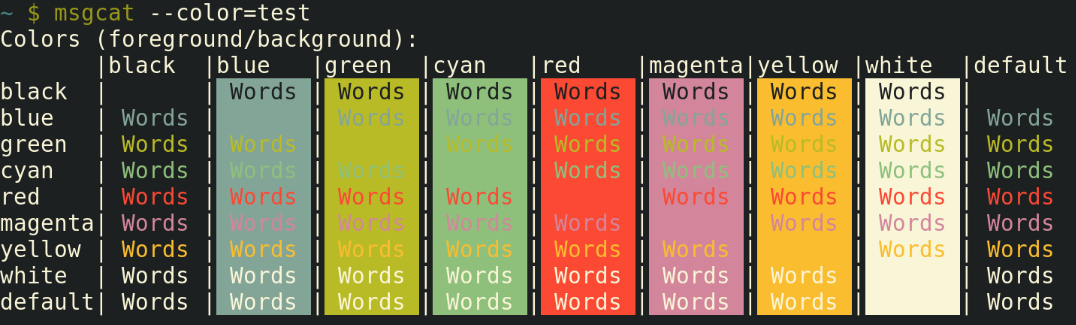 ~ $ msgcat --color=test
Colors (foreground/background):
       |black  |blue   |green  |cyan   |red    |magenta|yellow |white  |default
black  |       | Words | Words | Words | Words | Words | Words | Words |
blue   | Words |       | Words | Words | Words | Words | Words | Words | Words
green  | Words | Words |       | Words | Words | Words | Words | Words | Words
cyan   | Words | Words | Words |       | Words | Words | Words | Words | Words
red    | Words | Words | Words | Words |       | Words | Words | Words | Words
magenta| Words | Words | Words | Words | Words |       | Words | Words | Words
yellow | Words | Words | Words | Words | Words | Words |       | Words | Words
white  | Words | Words | Words | Words | Words | Words | Words |       | Words
default| Words | Words | Words | Words | Words | Words | Words |       | Words